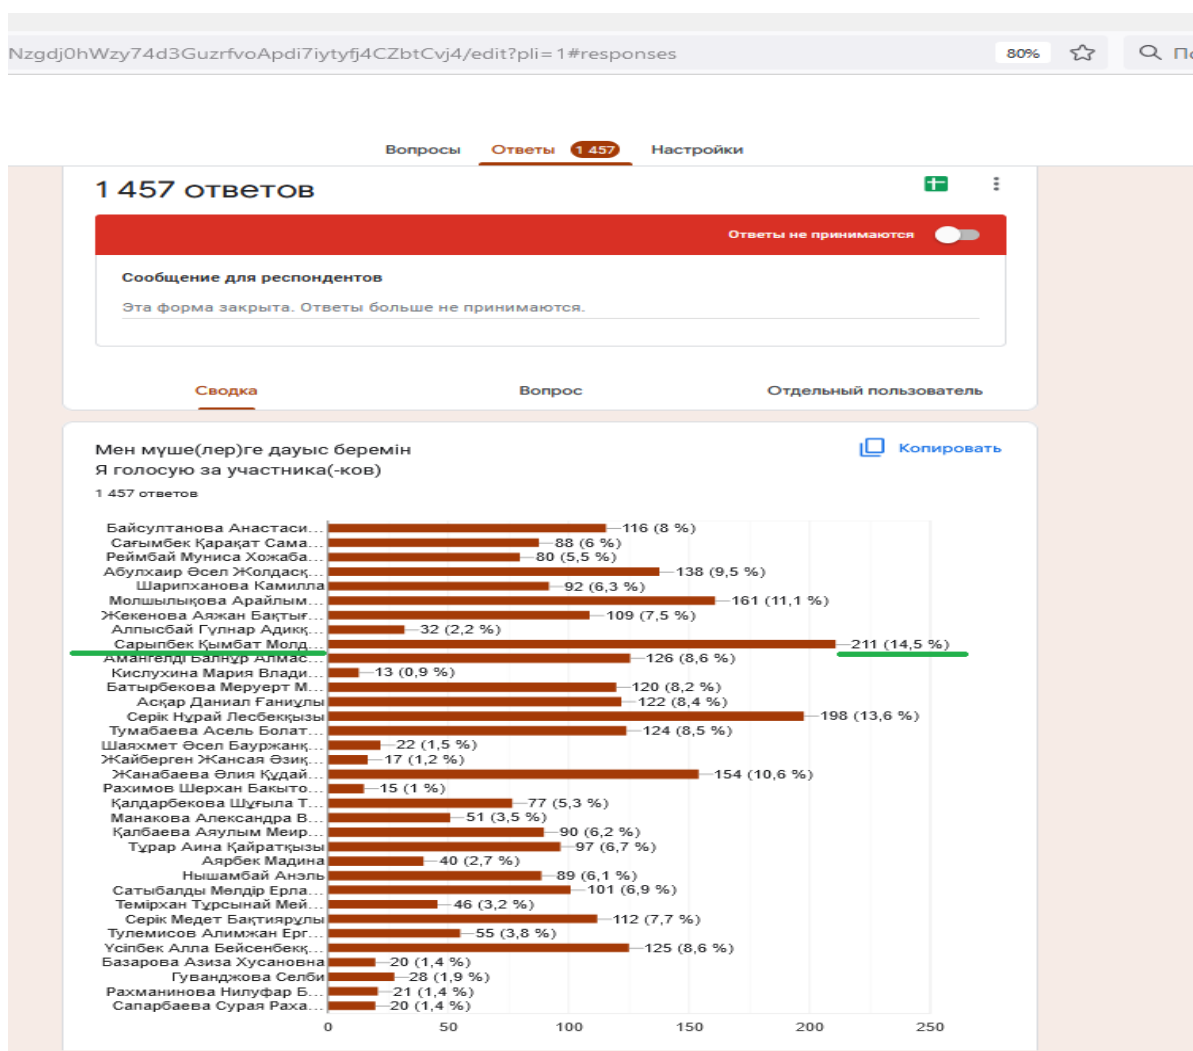 Nzgdj0hWzy74d3GuzrfvoApdi7iytyfj4CZbtCvj4/edit?pli=1#responses 80%
Вопросы Ответы 1 457 Настройки
1 457 ответов
Ответы не принимаются
Сообщение для респондентов
Эта форма закрыта. Ответы больше не принимаются.
Сводка Вопрос Отдельный пользователь
Мен мүше(лер)ге дауыс беремін Копировать
Я голосую за участника(-ков)
1 457 ответов
Байсултанова Анастаси... 116 (8 %)
Сағымбек Қарақат Сама... 88 (6 %)
Реймбай Муниса Хожаба... 80 (5,5 %)
Абулхаир Әсел Жолдасқ... 138 (9,5 %)
Шарипханова Камилла 92 (6,3 %)
Молшылықова Арайлым... 161 (11,1 %)
Жекенова Аяжан Бақтығ... 109 (7,5 %)
Алпысбай Гүлнар Адикқ... 32 (2,2 %)
Сарыпбек Қымбат Молд... 211 (14,5 %)
Амангелді Балнұр Алмас... 126 (8,6 %)
Кислухина Мария Влади... 13 (0,9 %)
Батырбекова Меруерт М... 120 (8,2 %)
Асқар Даниал Ғаниұлы 122 (8,4 %)
Серік Нұрай Лесбекқызы 198 (13,6 %)
Тумабаева Асель Болат... 124 (8,5 %)
Шаяхмет Әсел Бауржанқ... 22 (1,5 %)
Жайберген Жансая Әзиқ... 17 (1,2 %)
Жанабаева Әлия Құдай... 154 (10,6 %)
Рахимов Шерхан Бакыто... 15 (1 %)
Қалдарбекова Шұғыла Т... 77 (5,3 %)
Манакова Александра В... 51 (3,5 %)
Қалбаева Аяулым Меир... 90 (6,2 %)
Тұрар Аина Қайратқызы 97 (6,7 %)
Аярбек Мадина 40 (2,7 %)
Нышамбай Анэль 89 (6,1 %)
Сатыбалды Мөлдір Ерла... 101 (6,9 %)
Темірхан Тұрсынай Мей... 46 (3,2 %)
Серік Медет Бақтиярұлы 112 (7,7 %)
Тулемисов Алимжан Ерг... 55 (3,8 %)
Үсіпбек Алла Бейсенбекқ... 125 (8,6 %)
Базарова Азиза Хусановна 20 (1,4 %)
Гуванджова Селби 28 (1,9 %)
Рахманинова Нилуфар Б... 21 (1,4 %)
Сапарбаева Сурая Раха... 20 (1,4 %)
0 50 100 150 200 250